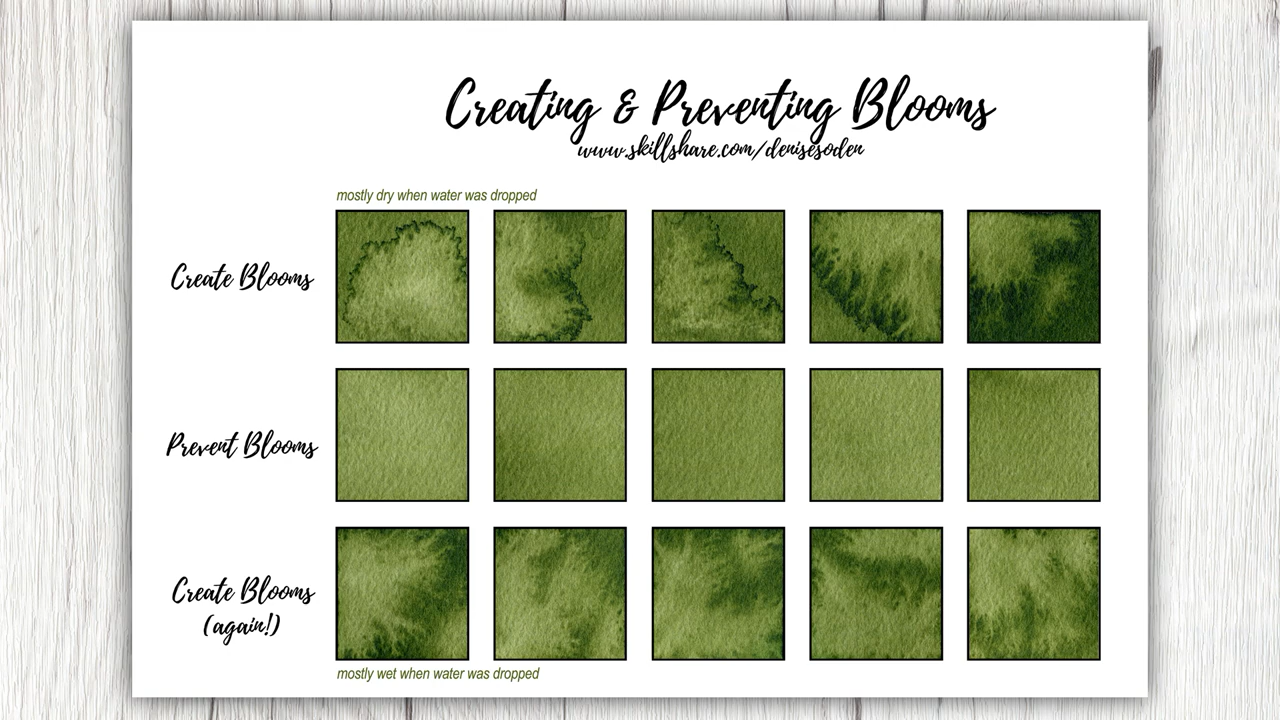 Creating & Preventing Blooms
www.skillshare.com/denisesoden
mostly dry when water was dropped
Create Blooms
Prevent Blooms
Create Blooms
(again!)
mostly wet when water was dropped